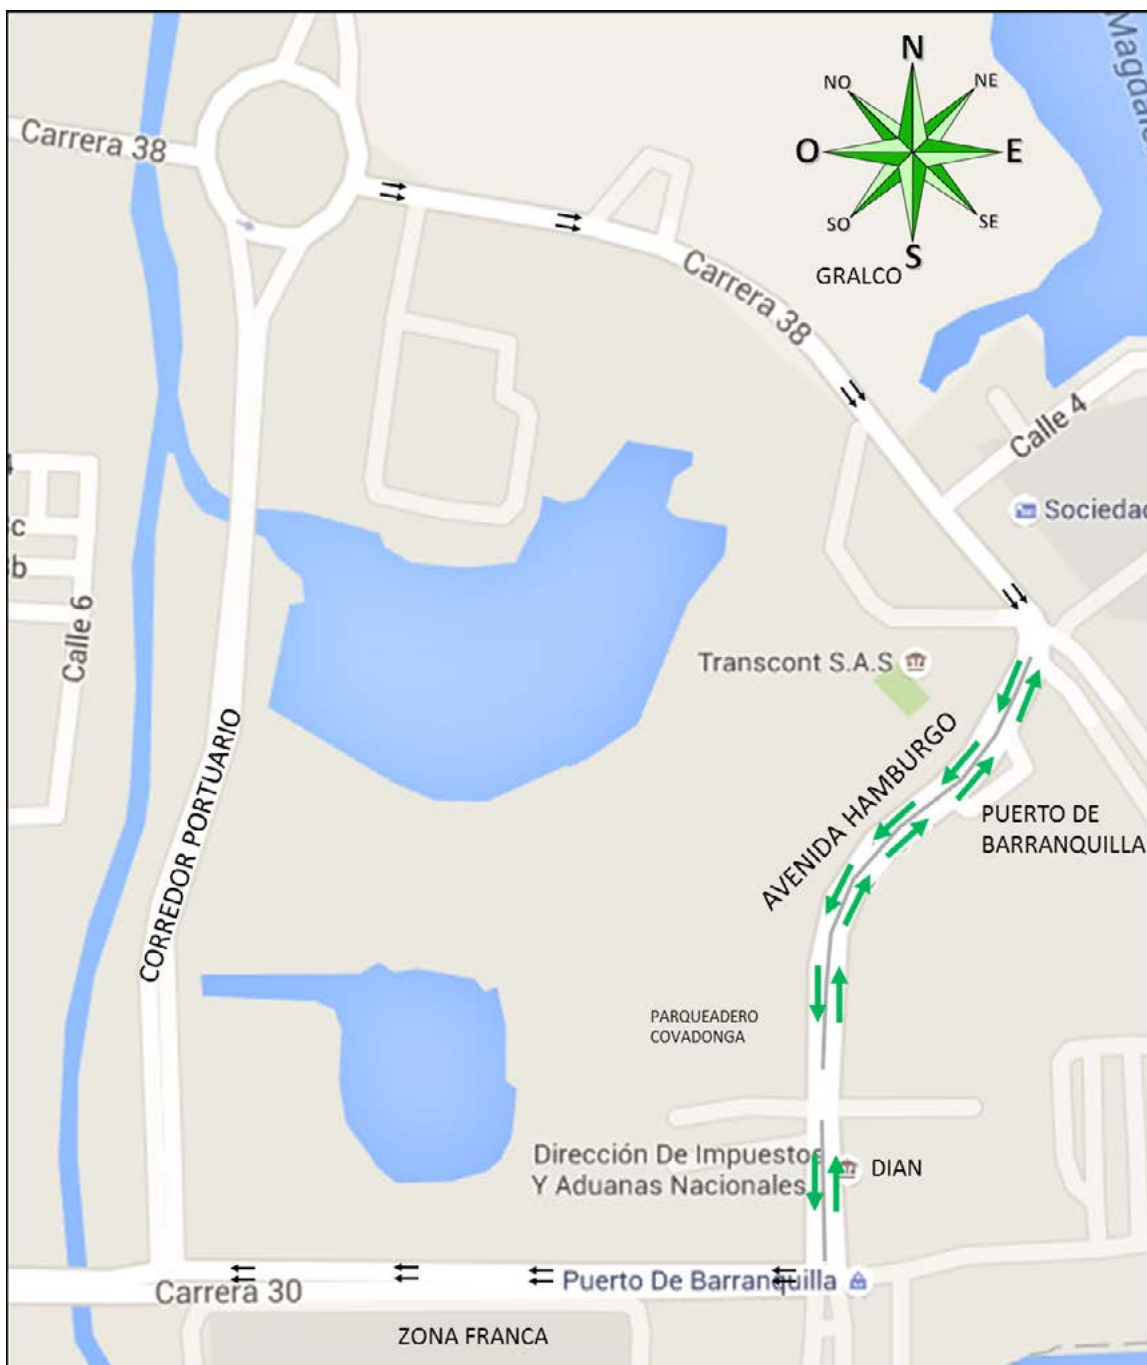 Magdale
N
NO
NE
O
E
SO
SE
S
GRALCO
Carrera 38
Carrera 38
Calle 4
Sociedad
3c
3b
Calle 6
Transcont S.A.S
CORREDOR PORTUARIO
AVENIDA HAMBURGO
PUERTO DE
BARRANQUILLA
PARQUEADERO
COVADONGA
Dirección De Impuestos
Y Aduanas Nacionales
DIAN
Carrera 30
Puerto De Barranquilla
ZONA FRANCA